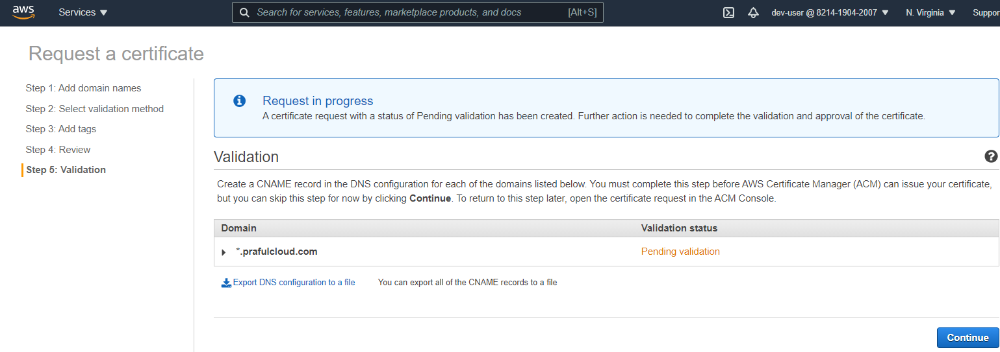 aws Services Search for services, features, marketplace products, and docs [Alt+S] dev-user @ 8214-1904-2007 N. Virginia Suppor
Request a certificate
Step 1: Add domain names
Step 2: Select validation method
Step 3: Add tags
Step 4: Review
Step 5: Validation
Request in progress
A certificate request with a status of Pending validation has been created. Further action is needed to complete the validation and approval of the certificate.
Validation
Create a CNAME record in the DNS configuration for each of the domains listed below. You must complete this step before AWS Certificate Manager (ACM) can issue your certificate,
but you can skip this step for now by clicking Continue. To return to this step later, open the certificate request in the ACM Console.
Domain Validation status
*.prafulcloud.com Pending validation
Export DNS configuration to a file You can export all of the CNAME records to a file
Continue